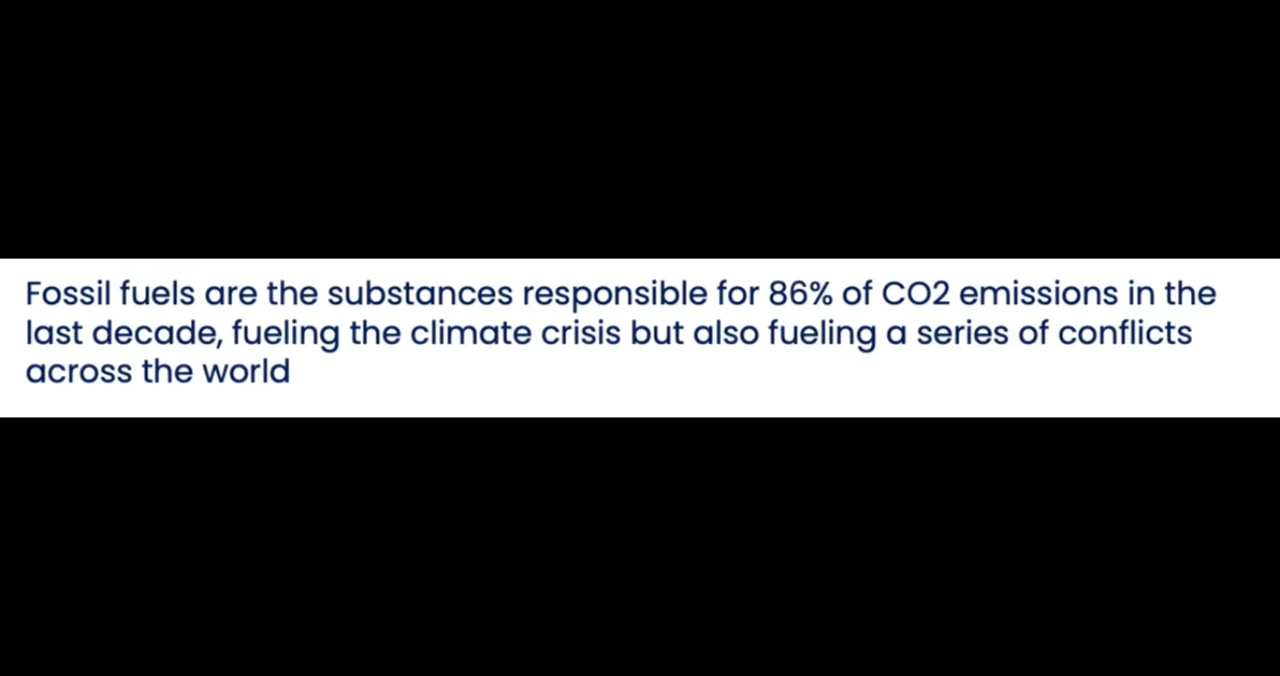 Fossil fuels are the substances responsible for 86% of CO2 emissions in the
last decade, fueling the climate crisis but also fueling a series of conflicts
across the world